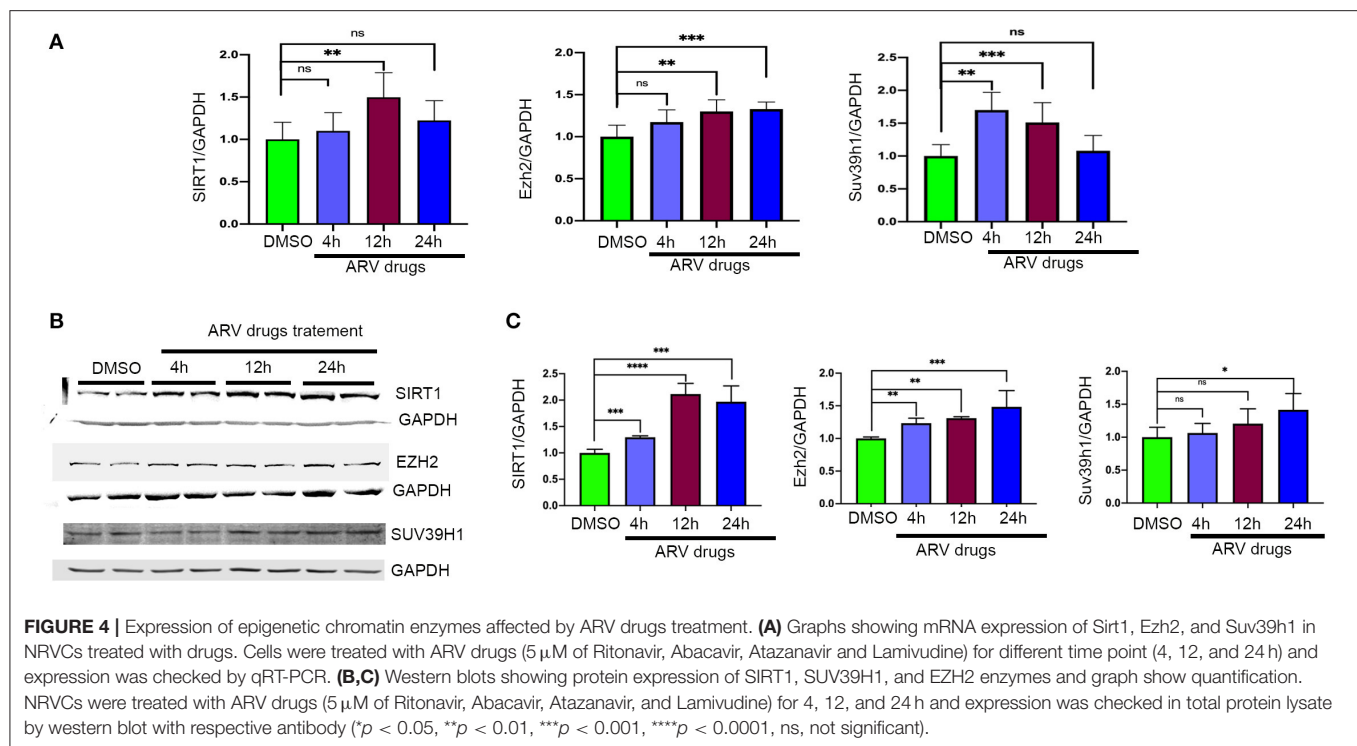 A
ns
**
ns
SIRT1/GAPDH
2.0
1.5
1.0
0.5
0.0
DMSO 4h 12h 24h
ARV drugs
***
**
ns
Ezh2/GAPDH
2.0
1.5
1.0
0.5
0.0
DMSO 4h 12h 24h
ARV drugs
ns
***
**
Suv39h1/GAPDH
2.5
2.0
1.5
1.0
0.5
0.0
DMSO 4h 12h 24h
ARV drugs
B
ARV drugs tratement
DMSO 4h 12h 24h
SIRT1
GAPDH
EZH2
GAPDH
SUV39H1
GAPDH
C
***
****
***
SIRT1/GAPDH
2.5
2.0
1.5
1.0
0.5
0.0
DMSO 4h 12h 24h
ARV drugs
***
**
**
Ezh2/GAPDH
2.0
1.5
1.0
0.5
0.0
DMSO 4h 12h 24h
ARV drugs
*
ns
ns
Suv39h1/GAPDH
2.0
1.5
1.0
0.5
0.0
DMSO 4h 12h 24h
ARV drugs
FIGURE 4 | Expression of epigenetic chromatin enzymes affected by ARV drugs treatment. (A) Graphs showing mRNA expression of Sirt1, Ezh2, and Suv39h1 in
NRVCs treated with drugs. Cells were treated with ARV drugs (5 μM of Ritonavir, Abacavir, Atazanavir and Lamivudine) for different time point (4, 12, and 24 h) and
expression was checked by qRT-PCR. (B,C) Western blots showing protein expression of SIRT1, SUV39H1, and EZH2 enzymes and graph show quantification.
NRVCs were treated with ARV drugs (5 μM of Ritonavir, Abacavir, Atazanavir, and Lamivudine) for 4, 12, and 24 h and expression was checked in total protein lysate
by western blot with respective antibody (*p < 0.05, **p < 0.01, ***p < 0.001, ****p < 0.0001, ns, not significant).